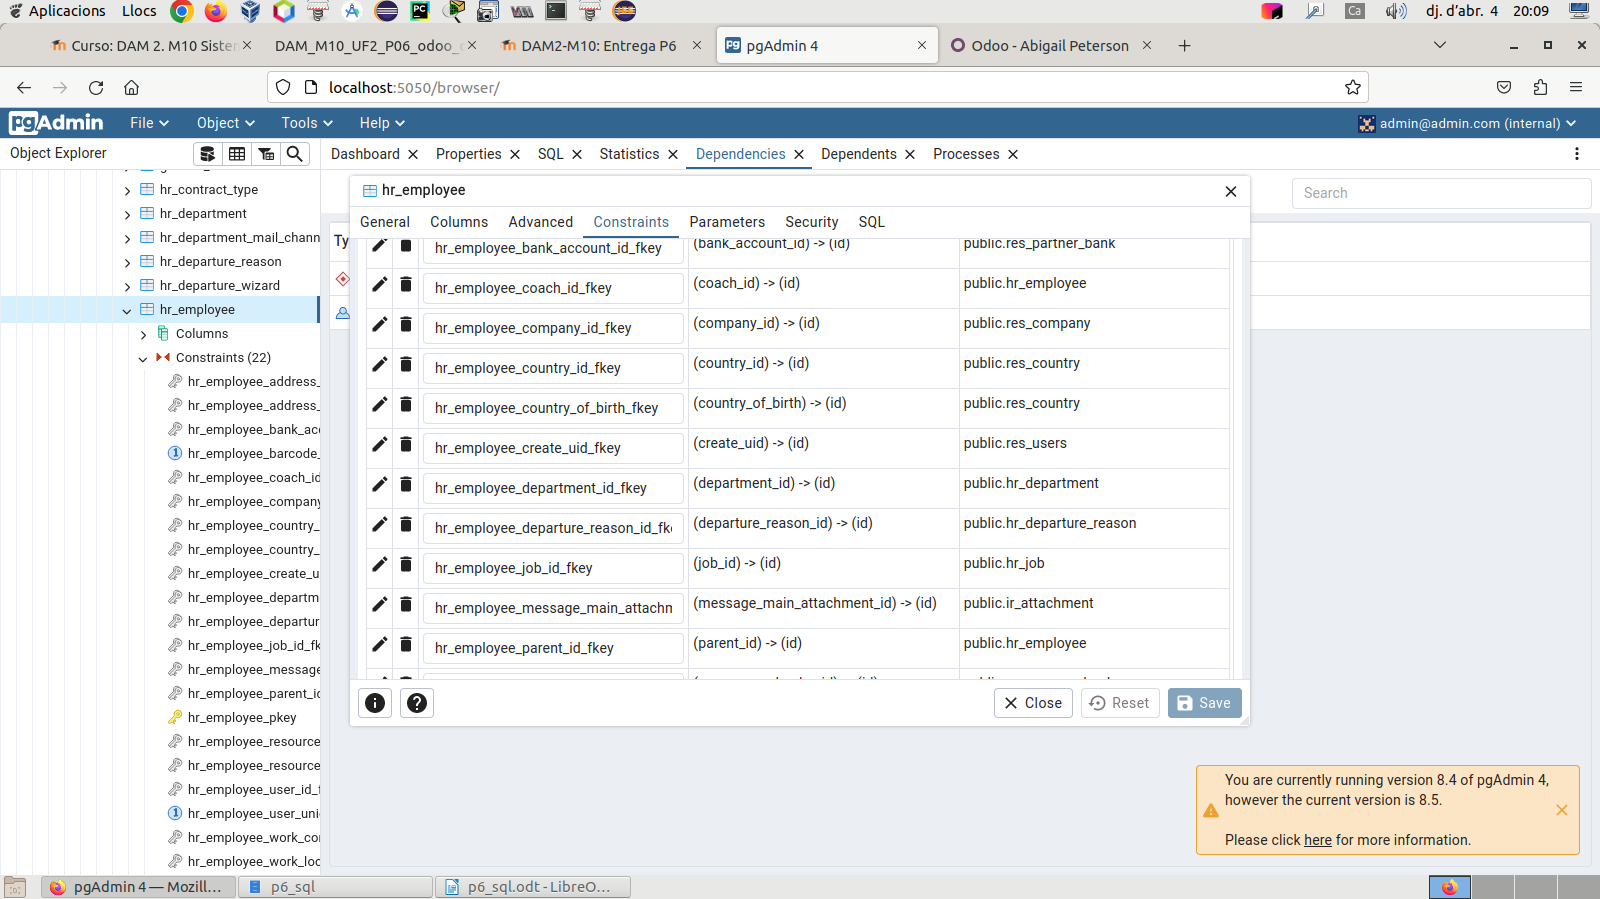 Aplicacions Llocs
Ca dj. d'abr. 4 20:09
Curso: DAM 2. M10 Sister
DAM_M10_UF2_P06_odoo_
DAM2-M10: Entrega P6
pgAdmin 4
Odoo - Abigail Peterson
localhost:5050/browser/
pgAdmin File Object Tools Help admin@admin.com (internal)
Object Explorer
Dashboard Properties SQL Statistics Dependencies Dependents Processes
hr_contract_type
hr_department
hr_department_mail_chann
hr_departure_reason
hr_departure_wizard
hr_employee
Columns
Constraints (22)
hr_employee_address_
hr_employee_address_
hr_employee_bank_acc
hr_employee_barcode_
hr_employee_coach_id
hr_employee_company
hr_employee_country_
hr_employee_country_
hr_employee_create_u
hr_employee_departm
hr_employee_departur
hr_employee_job_id_fk
hr_employee_message
hr_employee_parent_id
hr_employee_pkey
hr_employee_resource
hr_employee_resource
hr_employee_user_id_f
hr_employee_user_uni
hr_employee_work_cor
hr_employee_work_loc
Search
Ty
hr_employee
General Columns Advanced Constraints Parameters Security SQL
hr_employee_bank_account_id_fkey (bank_account_id) -> (id) public.res_partner_bank
hr_employee_coach_id_fkey (coach_id) -> (id) public.hr_employee
hr_employee_company_id_fkey (company_id) -> (id) public.res_company
hr_employee_country_id_fkey (country_id) -> (id) public.res_country
hr_employee_country_of_birth_fkey (country_of_birth) -> (id) public.res_country
hr_employee_create_uid_fkey (create_uid) -> (id) public.res_users
hr_employee_department_id_fkey (department_id) -> (id) public.hr_department
hr_employee_departure_reason_id_fk (departure_reason_id) -> (id) public.hr_departure_reason
hr_employee_job_id_fkey (job_id) -> (id) public.hr_job
hr_employee_message_main_attachn (message_main_attachment_id) -> (id) public.ir_attachment
hr_employee_parent_id_fkey (parent_id) -> (id) public.hr_employee
Close Reset Save
You are currently running version 8.4 of pgAdmin 4,
however the current version is 8.5.
Please click here for more information.
pgAdmin 4 — Mozill... p6_sql p6_sql.odt - LibreO...